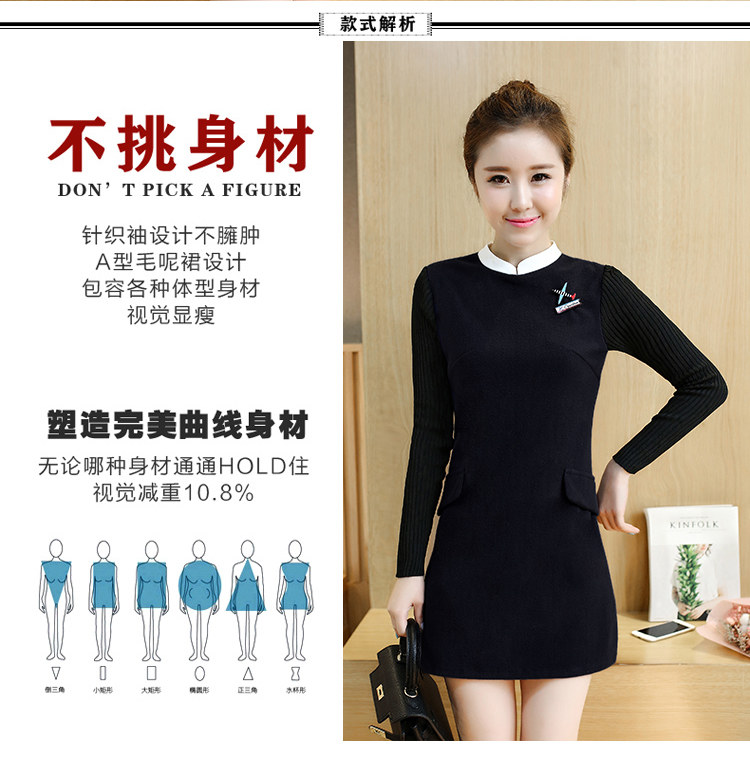 款式解析
不挑身材
DON’T PICK A FIGURE
针织袖设计不臃肿
A型毛呢裙设计
包容各种体型身材
视觉显瘦
塑造完美曲线身材
无论哪种身材通通HOLD住
视觉减重10.8%
倒三角 小矩形 大矩形 椭圆形 正三角 水杯形
KINFOLK